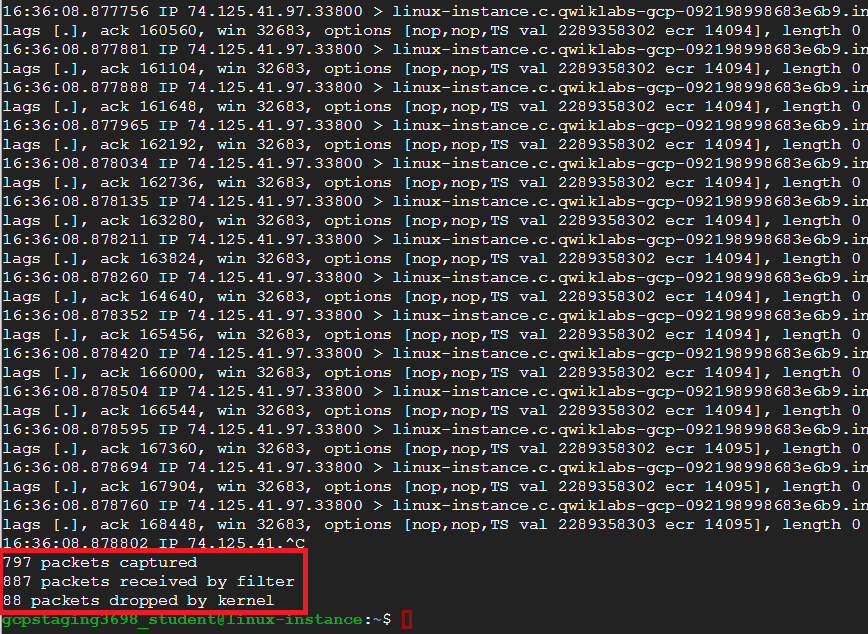 16:36:08.877756 IP 74.125.41.97.33800 > linux-instance.c.qwiklabs-gcp-092198998683e6b9.in
lags [.], ack 160560, win 32683, options [nop,nop,TS val 2289358302 ecr 14094], length 0
16:36:08.877881 IP 74.125.41.97.33800 > linux-instance.c.qwiklabs-gcp-092198998683e6b9.in
lags [.], ack 161104, win 32683, options [nop,nop,TS val 2289358302 ecr 14094], length 0
16:36:08.877888 IP 74.125.41.97.33800 > linux-instance.c.qwiklabs-gcp-092198998683e6b9.in
lags [.], ack 161648, win 32683, options [nop,nop,TS val 2289358302 ecr 14094], length 0
16:36:08.877965 IP 74.125.41.97.33800 > linux-instance.c.qwiklabs-gcp-092198998683e6b9.in
lags [.], ack 162192, win 32683, options [nop,nop,TS val 2289358302 ecr 14094], length 0
16:36:08.878034 IP 74.125.41.97.33800 > linux-instance.c.qwiklabs-gcp-092198998683e6b9.in
lags [.], ack 162736, win 32683, options [nop,nop,TS val 2289358302 ecr 14094], length 0
16:36:08.878135 IP 74.125.41.97.33800 > linux-instance.c.qwiklabs-gcp-092198998683e6b9.in
lags [.], ack 163280, win 32683, options [nop,nop,TS val 2289358302 ecr 14094], length 0
16:36:08.878211 IP 74.125.41.97.33800 > linux-instance.c.qwiklabs-gcp-092198998683e6b9.in
lags [.], ack 163824, win 32683, options [nop,nop,TS val 2289358302 ecr 14094], length 0
16:36:08.878260 IP 74.125.41.97.33800 > linux-instance.c.qwiklabs-gcp-092198998683e6b9.in
lags [.], ack 164640, win 32683, options [nop,nop,TS val 2289358302 ecr 14094], length 0
16:36:08.878352 IP 74.125.41.97.33800 > linux-instance.c.qwiklabs-gcp-092198998683e6b9.in
lags [.], ack 165456, win 32683, options [nop,nop,TS val 2289358302 ecr 14094], length 0
16:36:08.878420 IP 74.125.41.97.33800 > linux-instance.c.qwiklabs-gcp-092198998683e6b9.in
lags [.], ack 166000, win 32683, options [nop,nop,TS val 2289358302 ecr 14094], length 0
16:36:08.878504 IP 74.125.41.97.33800 > linux-instance.c.qwiklabs-gcp-092198998683e6b9.in
lags [.], ack 166544, win 32683, options [nop,nop,TS val 2289358302 ecr 14094], length 0
16:36:08.878595 IP 74.125.41.97.33800 > linux-instance.c.qwiklabs-gcp-092198998683e6b9.in
lags [.], ack 167360, win 32683, options [nop,nop,TS val 2289358302 ecr 14095], length 0
16:36:08.878694 IP 74.125.41.97.33800 > linux-instance.c.qwiklabs-gcp-092198998683e6b9.in
lags [.], ack 167904, win 32683, options [nop,nop,TS val 2289358302 ecr 14095], length 0
16:36:08.878760 IP 74.125.41.97.33800 > linux-instance.c.qwiklabs-gcp-092198998683e6b9.in
lags [.], ack 168448, win 32683, options [nop,nop,TS val 2289358303 ecr 14095], length 0
16:36:08.878802 IP 74.125.41.^C
797 packets captured
887 packets received by filter
88 packets dropped by kernel
gcpstaging3698_student@linux-instance:~$